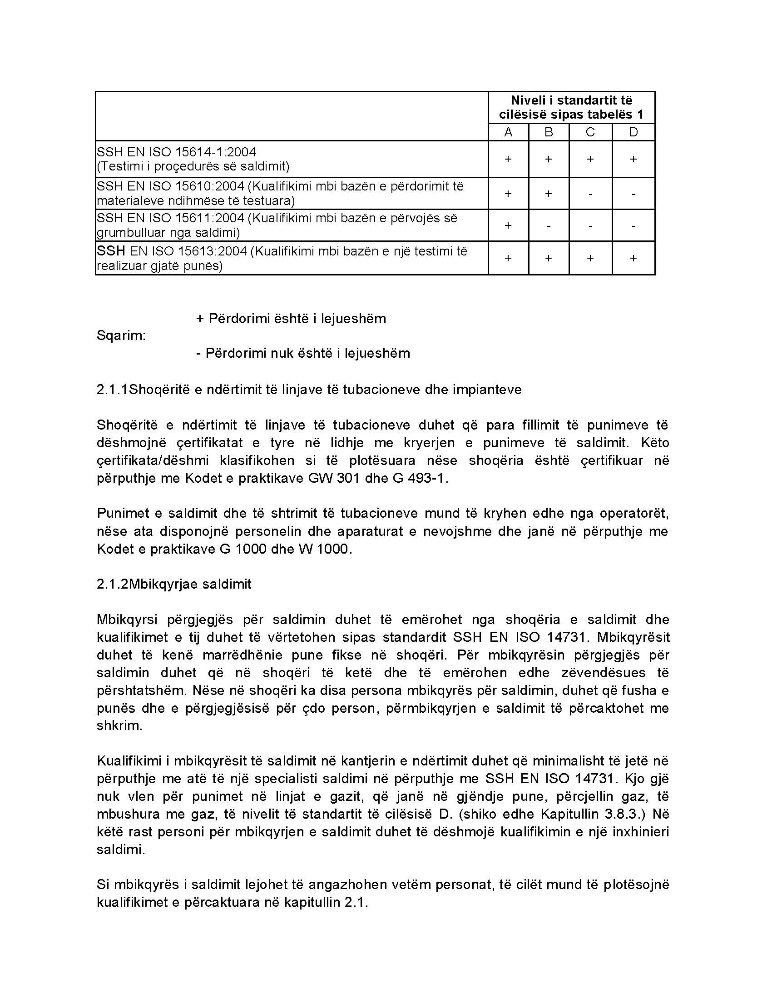 Niveli i standartit të
cilësisë sipas tabelës 1
A B C D
SSH EN ISO 15614-1:2004
(Testimi i proçedurës së saldimit)
+ + + +
SSH EN ISO 15610:2004 (Kualifikimi mbi bazën e përdorimit të
materialeve ndihmëse të testuara)
+ + - -
SSH EN ISO 15611:2004 (Kualifikimi mbi bazën e përvojës së
grumbulluar nga saldimi)
+ - - -
SSH EN ISO 15613:2004 (Kualifikimi mbi bazën e një testimi të
realizuar gjatë punës)
+ + + +
+ Përdorimi është i lejueshëm
Sqarim:
- Përdorimi nuk është i lejueshëm
2.1.1Shoqëritë e ndërtimit të linjave të tubacioneve dhe impianteve
Shoqëritë e ndërtimit të linjave të tubacioneve duhet që para fillimit të punimeve të
dëshmojnë çertifikatat e tyre në lidhje me kryerjen e punimeve të saldimit. Këto
çertifikata/dëshmi klasifikohen si të plotësuara nëse shoqëria është çertifikuar në
përputhje me Kodet e praktikave GW 301 dhe G 493-1.
Punimet e saldimit dhe të shtrimit të tubacioneve mund të kryhen edhe nga operatorët,
nëse ata disponojnë personelin dhe aparaturat e nevojshme dhe janë në përputhje me
Kodet e praktikave G 1000 dhe W 1000.
2.1.2Mbikqyrjae saldimit
Mbikqyrsi përgjegjës për saldimin duhet të emërohet nga shoqëria e saldimit dhe
kualifikimet e tij duhet të vërtetohen sipas standardit SSH EN ISO 14731. Mbikqyrësit
duhet të kenë marrëdhënie pune fikse në shoqëri. Për mbikqyrësin përgjegjës për
saldimin duhet që në shoqëri të ketë dhe të emërohen edhe zëvendësues të
përshtatshëm. Nëse në shoqëri ka disa persona mbikqyrës për saldimin, duhet që fusha e
punës dhe e përgjegjësisë për çdo person, përmbikqyrjen e saldimit të përcaktohet me
shkrim.
Kualifikimi i mbikqyrësit të saldimit në kantjerin e ndërtimit duhet që minimalisht të jetë në
përputhje me atë të një specialisti saldimi në përputhje me SSH EN ISO 14731. Kjo gjë
nuk vlen për punimet në linjat e gazit, që janë në gjëndje pune, përcjellin gaz, të
mbushura me gaz, të nivelit të standartit të cilësisë D. (shiko edhe Kapitullin 3.8.3.) Në
këtë rast personi për mbikqyrjen e saldimit duhet të dëshmojë kualifikimin e një inxhinieri
saldimi.
Si mbikqyrës i saldimit lejohet të angazhohen vetëm personat, të cilët mund të plotësojnë
kualifikimet e përcaktuara në kapitullin 2.1.